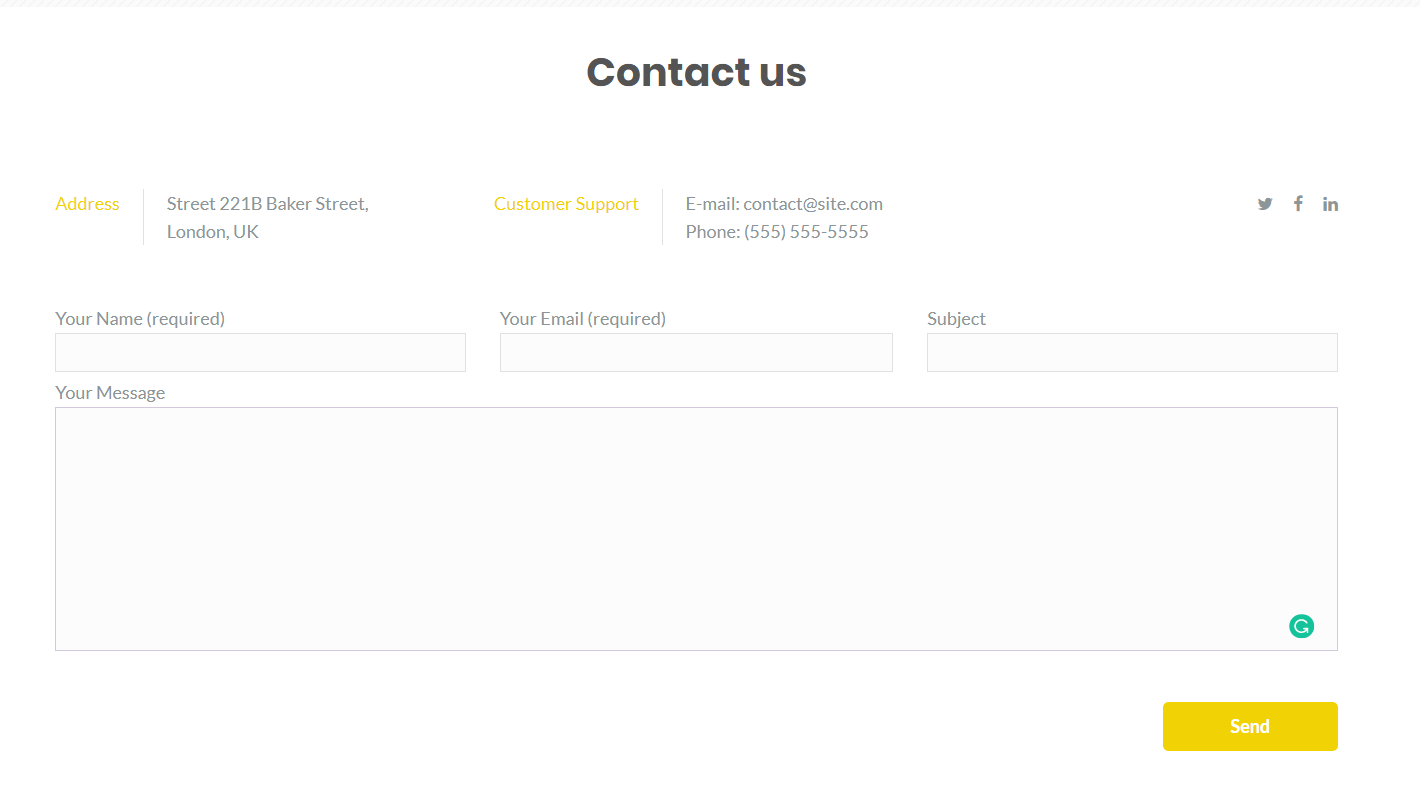 Contact us
Address
Street 221B Baker Street,
London, UK
Customer Support
E-mail: contact@site.com
Phone: (555) 555-5555
Your Name (required)
Your Email (required)
Subject
Your Message
Send